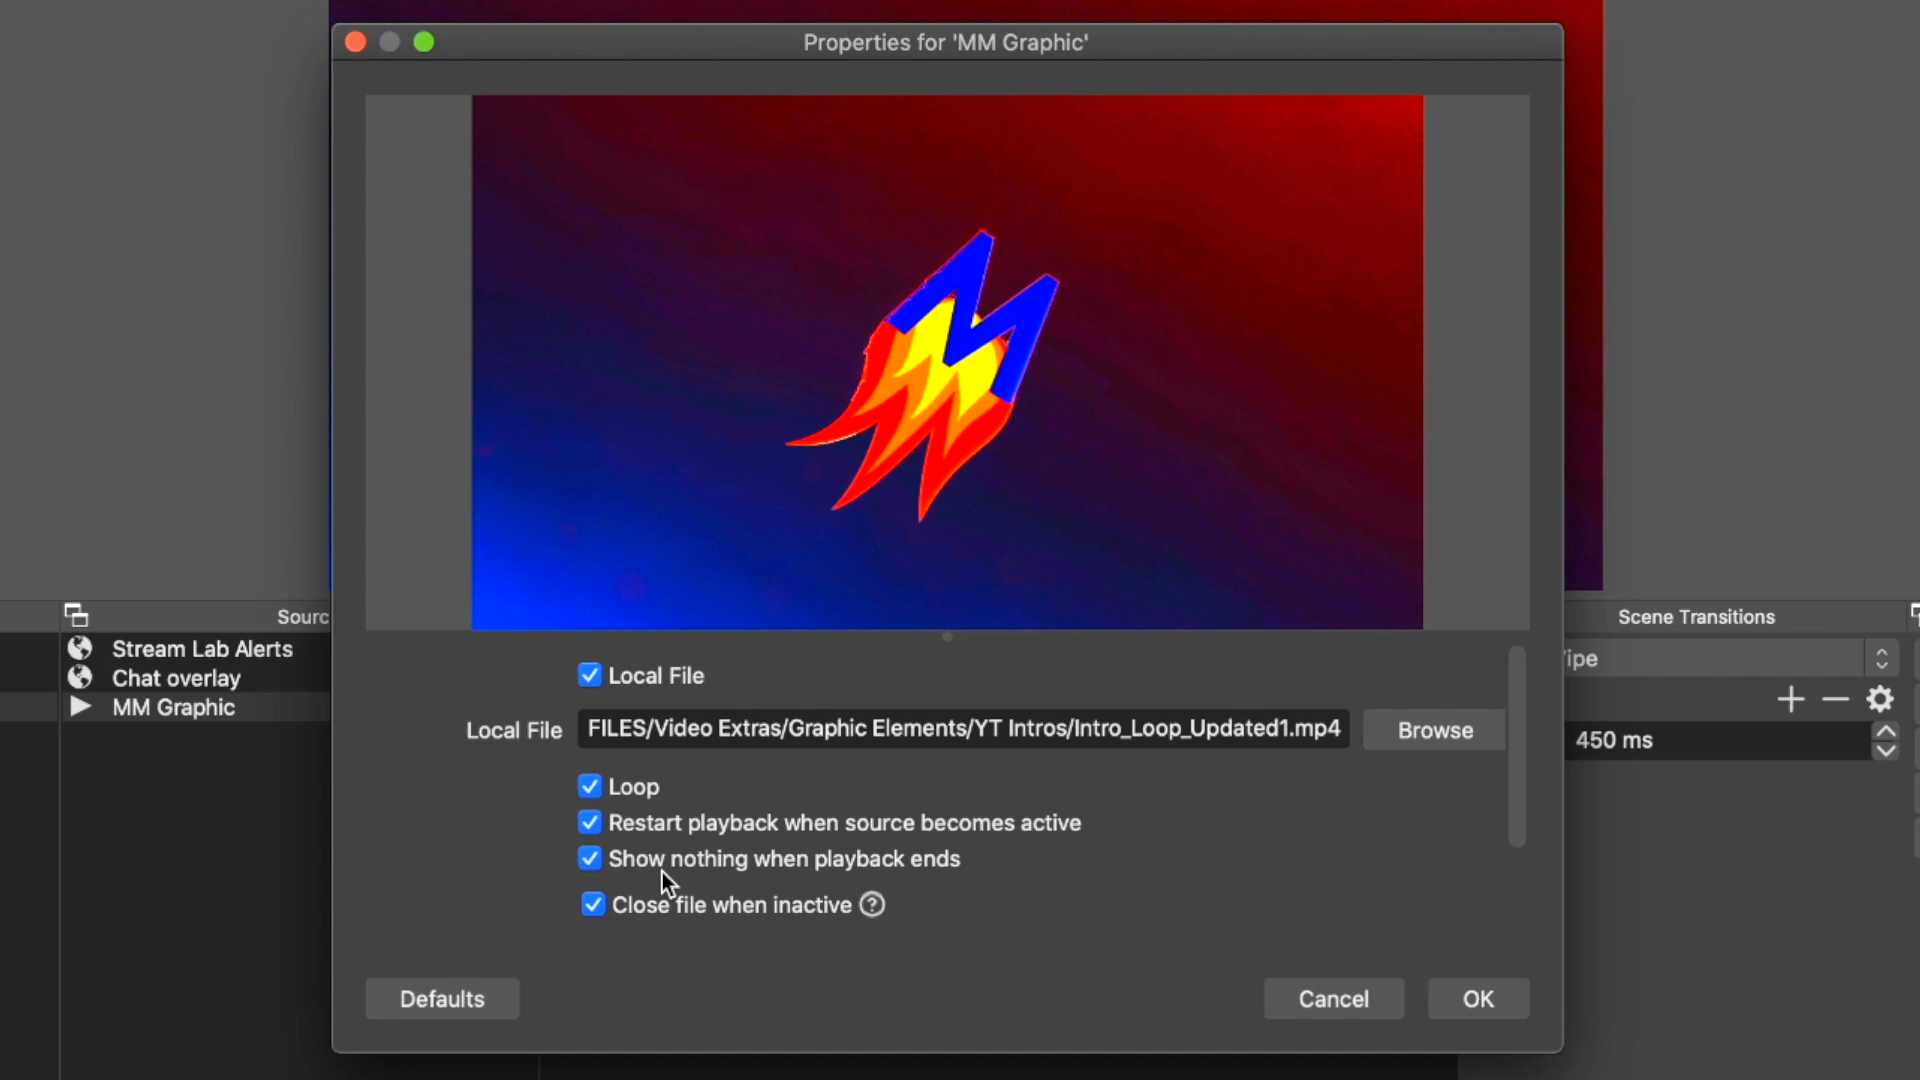 Properties for 'MM Graphic'
Sourc
Stream Lab Alerts
Chat overlay
MM Graphic
Local File
Local File FILES/Video Extras/Graphic Elements/YT Intros/Intro_Loop_Updated1.mp4 Browse
Loop
Restart playback when source becomes active
Show nothing when playback ends
Close file when inactive ?
Defaults Cancel OK
Scene Transitions
ipe
450 ms